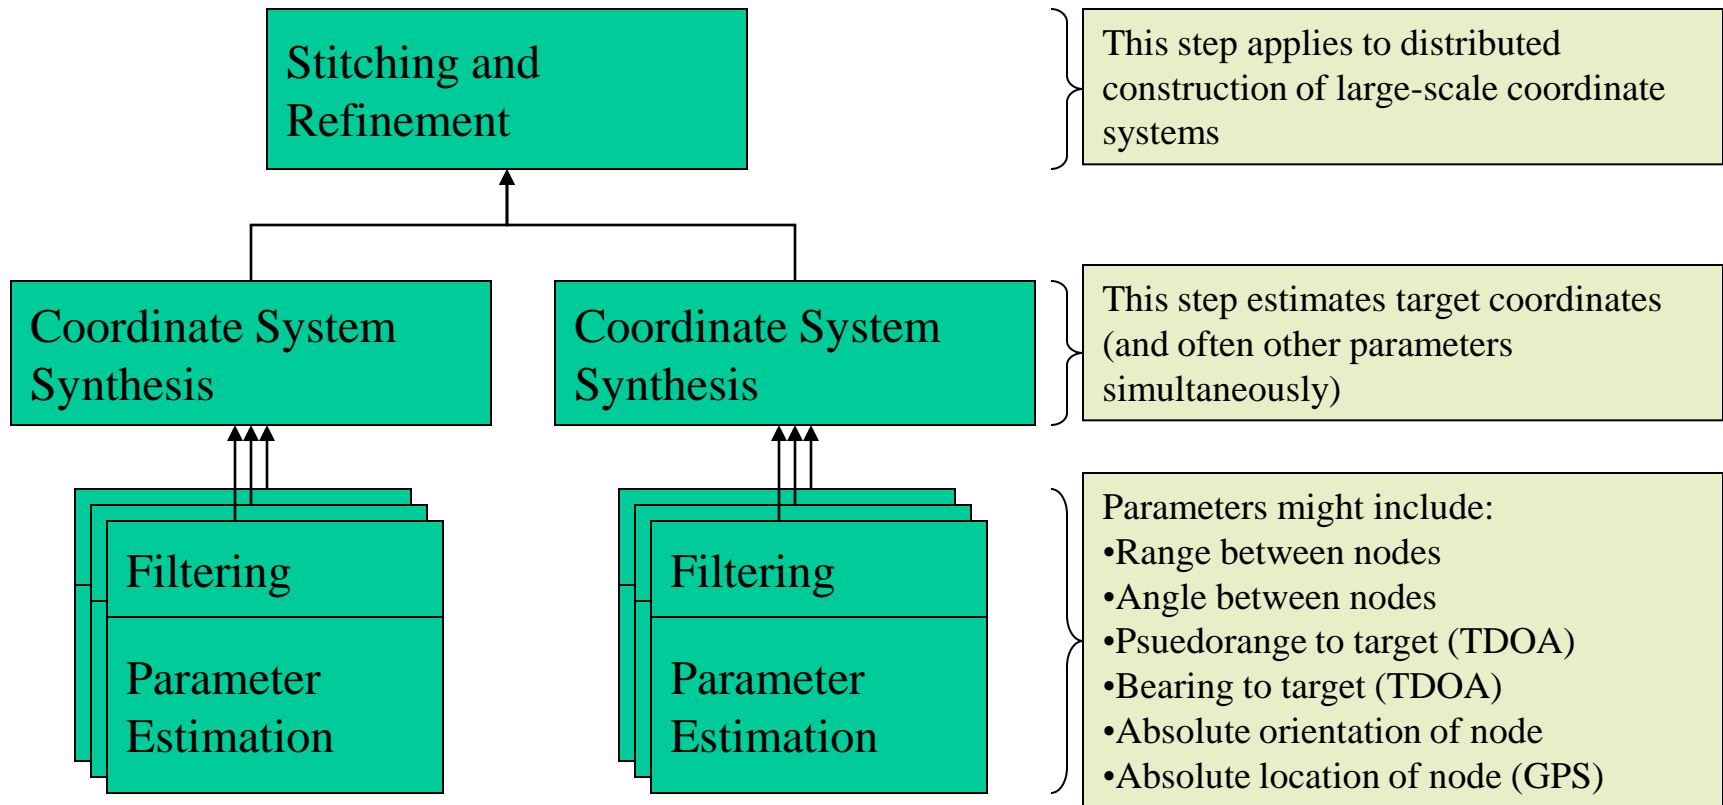 Stitching and
Refinement
This step applies to distributed
construction of large-scale coordinate
systems
Coordinate System
Synthesis
Coordinate System
Synthesis
This step estimates target coordinates
(and often other parameters
simultaneously)
Filtering
Parameter
Estimation
Filtering
Parameter
Estimation
Parameters might include:
•Range between nodes
•Angle between nodes
•Psuedorange to target (TDOA)
•Bearing to target (TDOA)
•Absolute orientation of node
•Absolute location of node (GPS)